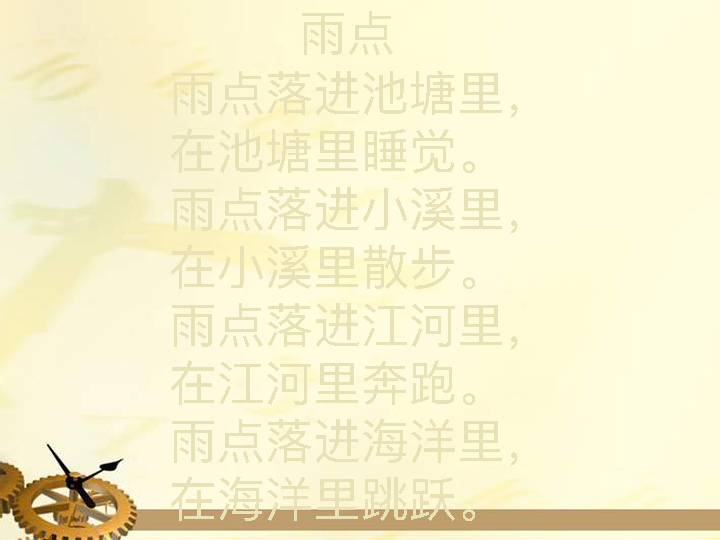 雨点
雨点落进池塘里，
在池塘里睡觉。
雨点落进小溪里，
在小溪里散步。
雨点落进江河里，
在江河里奔跑。
雨点落进海洋里，
在海洋里跳跃。